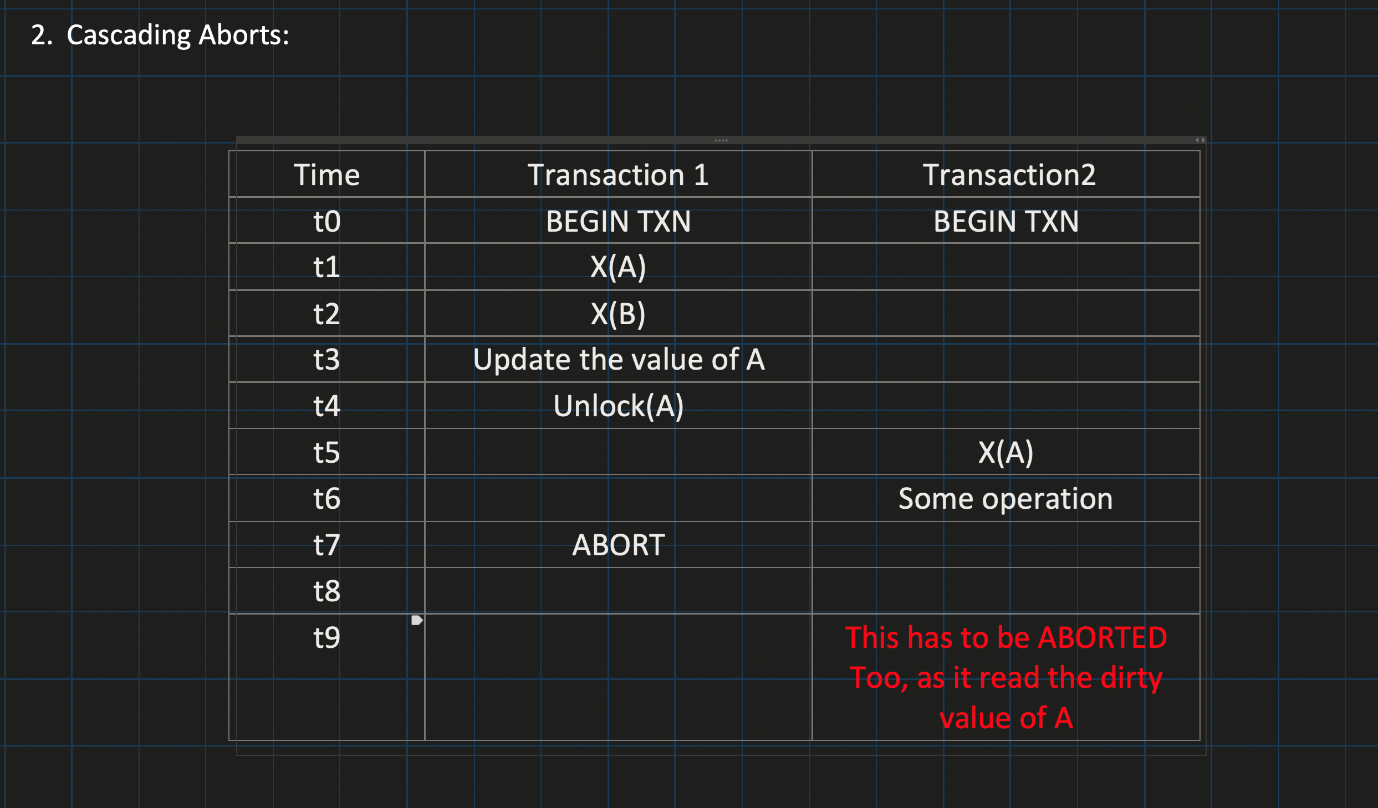 2. Cascading Aborts:
Time Transaction 1 Transaction2
t0 BEGIN TXN BEGIN TXN
t1 X(A)
t2 X(B)
t3 Update the value of A
t4 Unlock(A)
t5 X(A)
t6 Some operation
t7 ABORT
t8
t9 This has to be ABORTED
Too, as it read the dirty
value of A